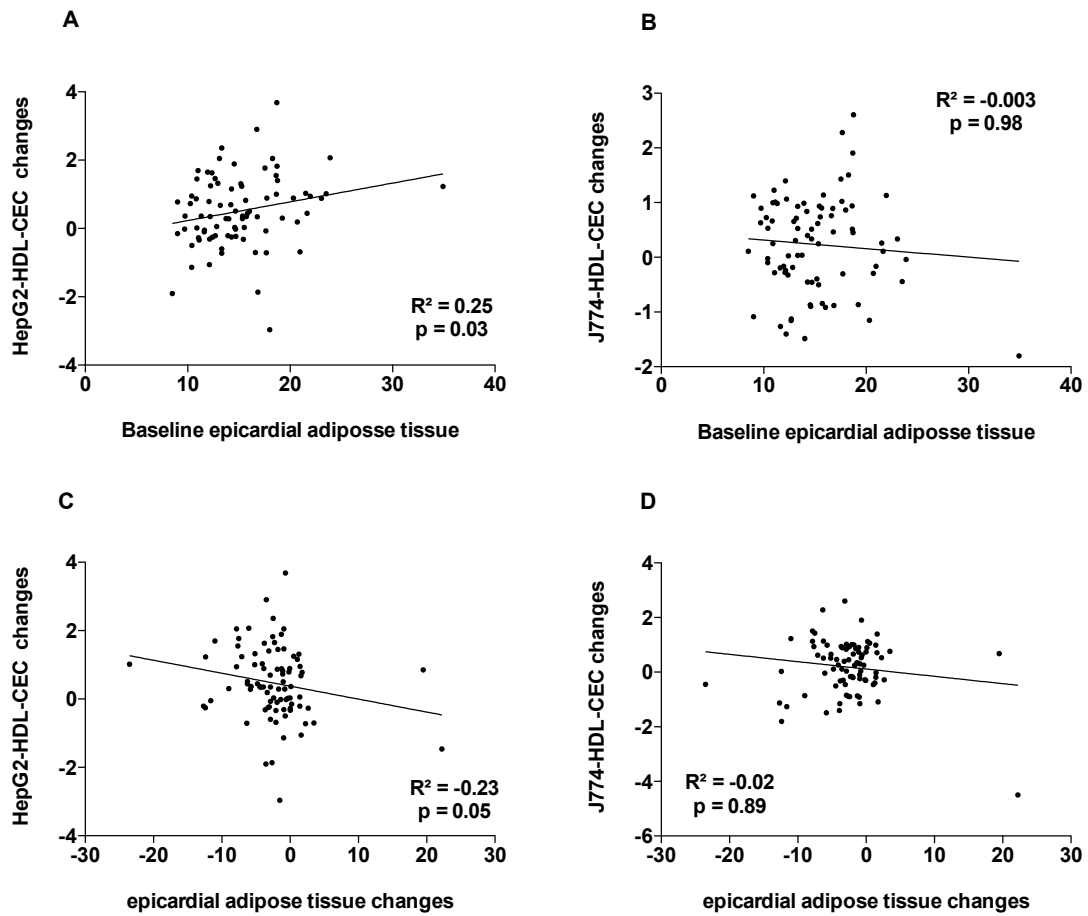 A
HepG2-HDL-CEC changes
4
2
0
-2
-4
0
10
20
30
40
R² = 0.25
p = 0.03
Baseline epicardial adiposse tissue
B
J774-HDL-CEC changes
3
2
1
0
-1
-2
0
10
20
30
40
R² = -0.003
p = 0.98
Baseline epicardial adiposse tissue
C
HepG2-HDL-CEC changes
4
2
0
-2
-4
-30
-20
-10
0
10
20
30
R² = -0.23
p = 0.05
epicardial adipose tissue changes
D
J774-HDL-CEC changes
4
2
0
-2
-4
-6
-30
-20
-10
0
10
20
30
R² = -0.02
p = 0.89
epicardial adipose tissue changes